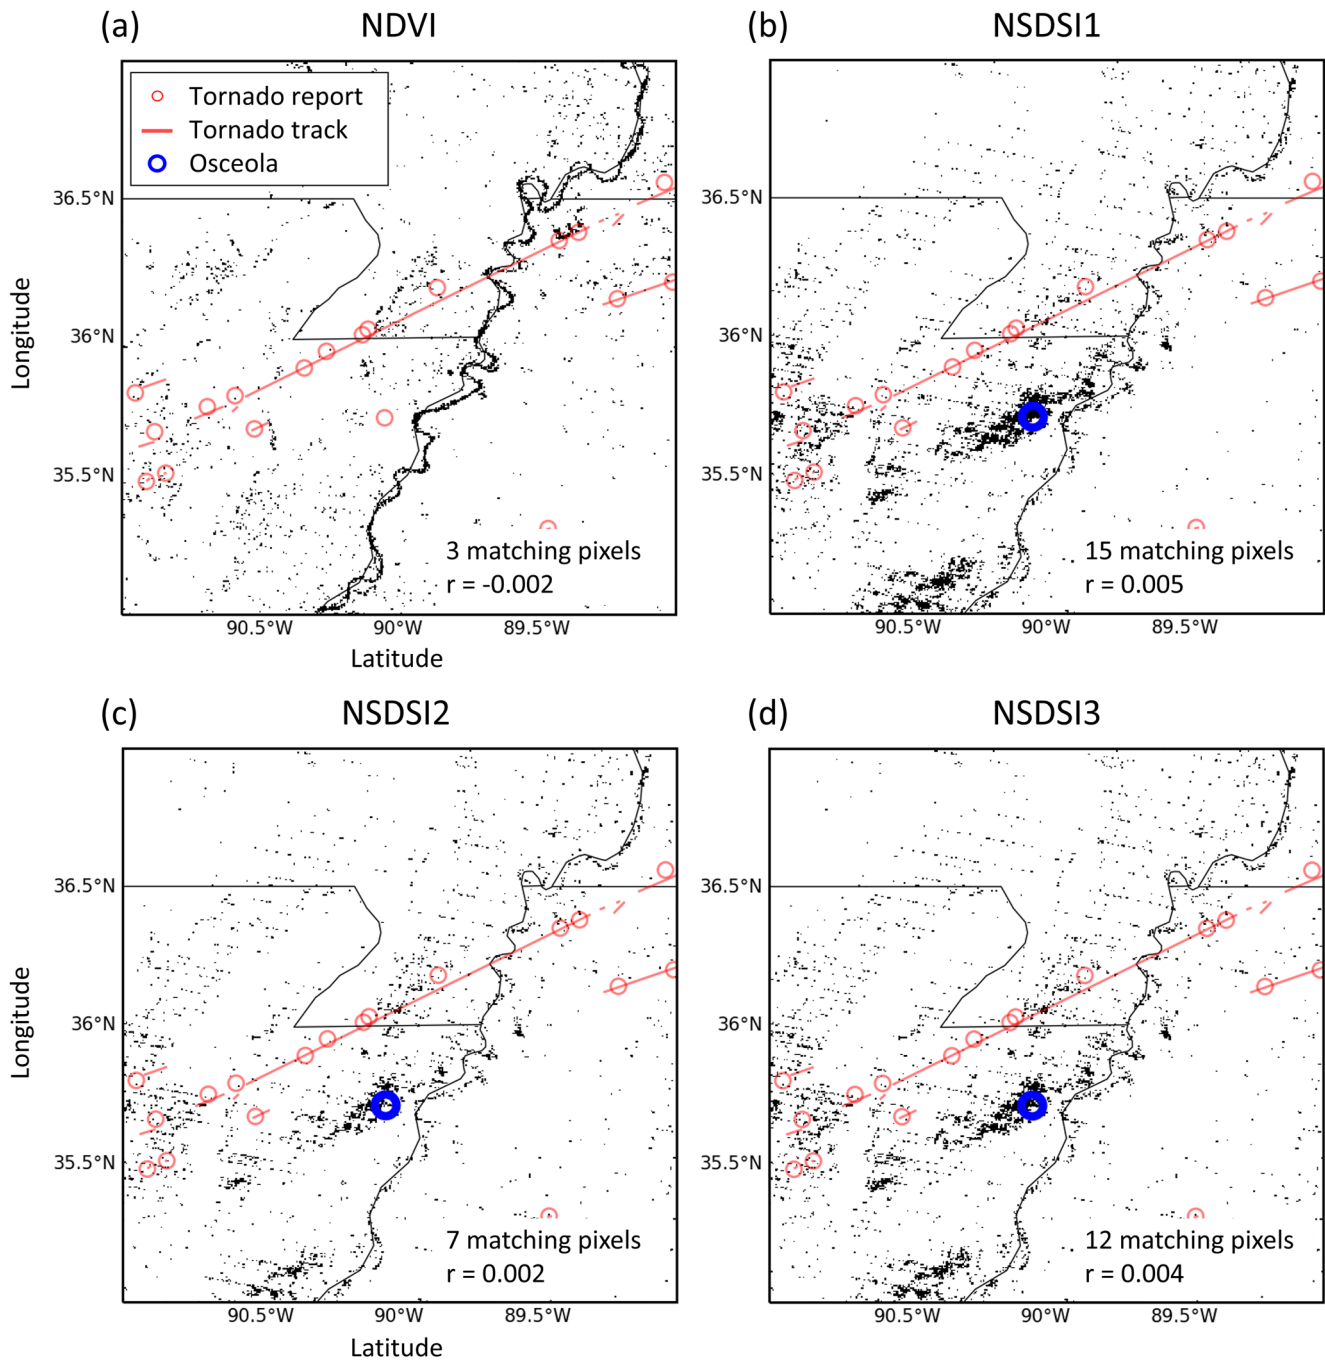 (a) NDVI
(b) NSDSI1
Tornado report
Tornado track
Osceola
36.5°N
36°N
35.5°N
Longitude
3 matching pixels
r = -0.002
90.5°W 90°W 89.5°W
Latitude
36.5°N
36°N
35.5°N
15 matching pixels
r = 0.005
90.5°W 90°W 89.5°W
(c) NSDSI2
(d) NSDSI3
36.5°N
36°N
35.5°N
Longitude
7 matching pixels
r = 0.002
90.5°W 90°W 89.5°W
Latitude
36.5°N
36°N
35.5°N
12 matching pixels
r = 0.004
90.5°W 90°W 89.5°W